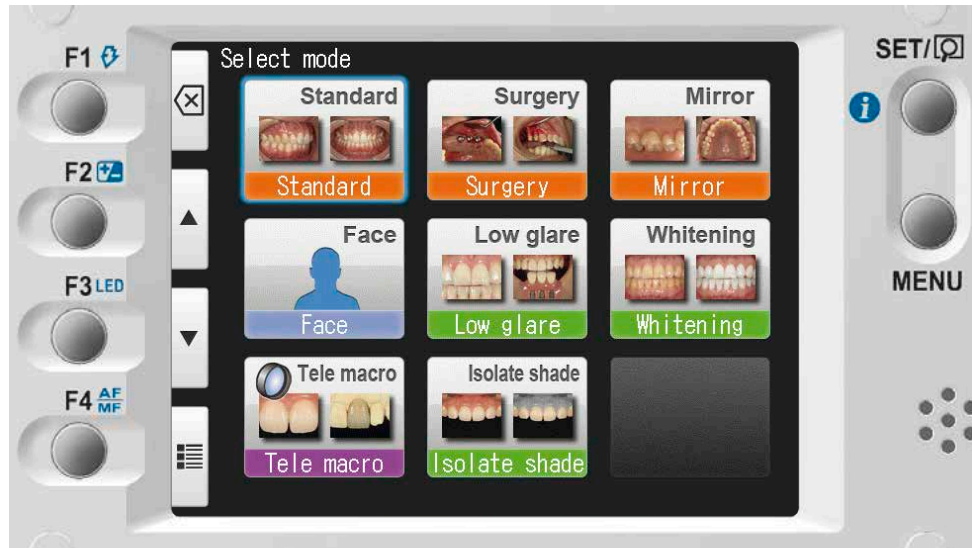 F1
F2
F3 LED
F4 AF MF
Select mode
Standard
Standard
Surgery
Surgery
Mirror
Mirror
Face
Face
Low glare
Low glare
Whitening
Whitening
Tele macro
Tele macro
Isolate shade
Isolate shade
SET/
i
MENU